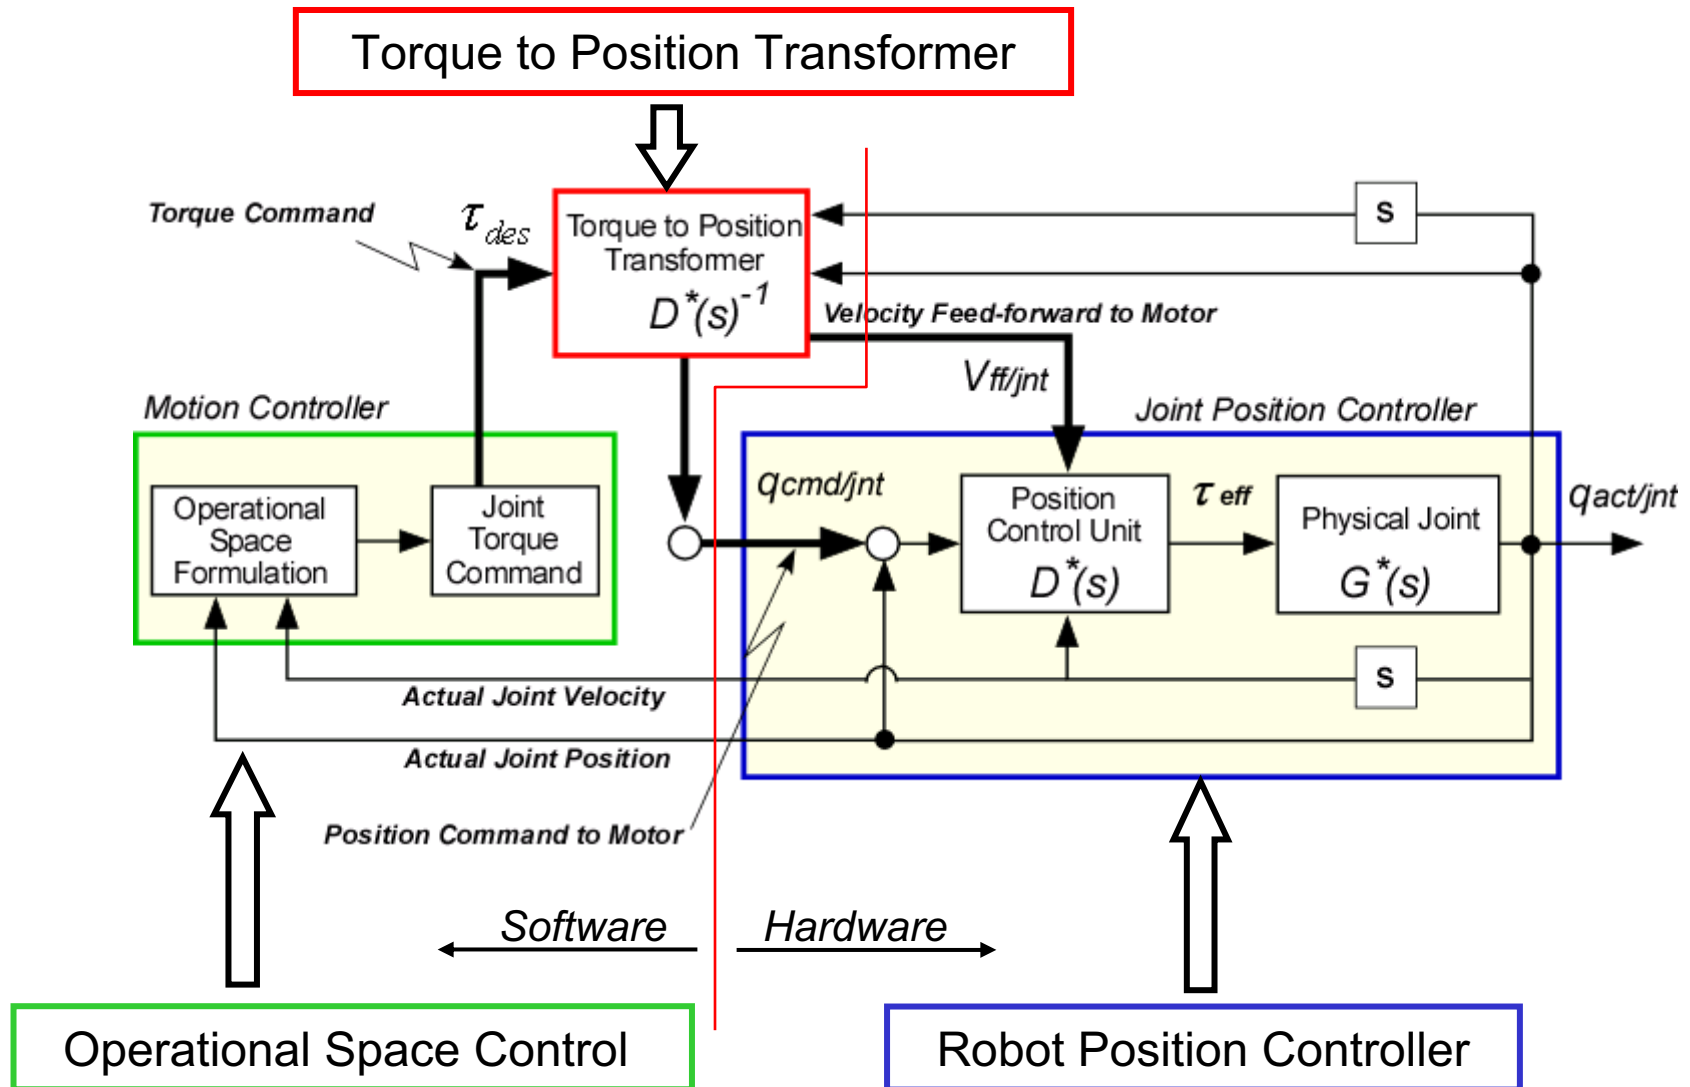 Torque to Position Transformer
Torque Command
τdes
Torque to Position
Transformer
D*(s)-1
S
Velocity Feed-forward to Motor
Vff/jnt
Motion Controller
Joint Position Controller
Operational
Space
Formulation
Joint
Torque
Command
qcmd/jnt
Position
Control Unit
D*(s)
τ eff
Physical Joint
G*(s)
qact/jnt
S
Actual Joint Velocity
Actual Joint Position
Position Command to Motor
Software
Hardware
Operational Space Control
Robot Position Controller